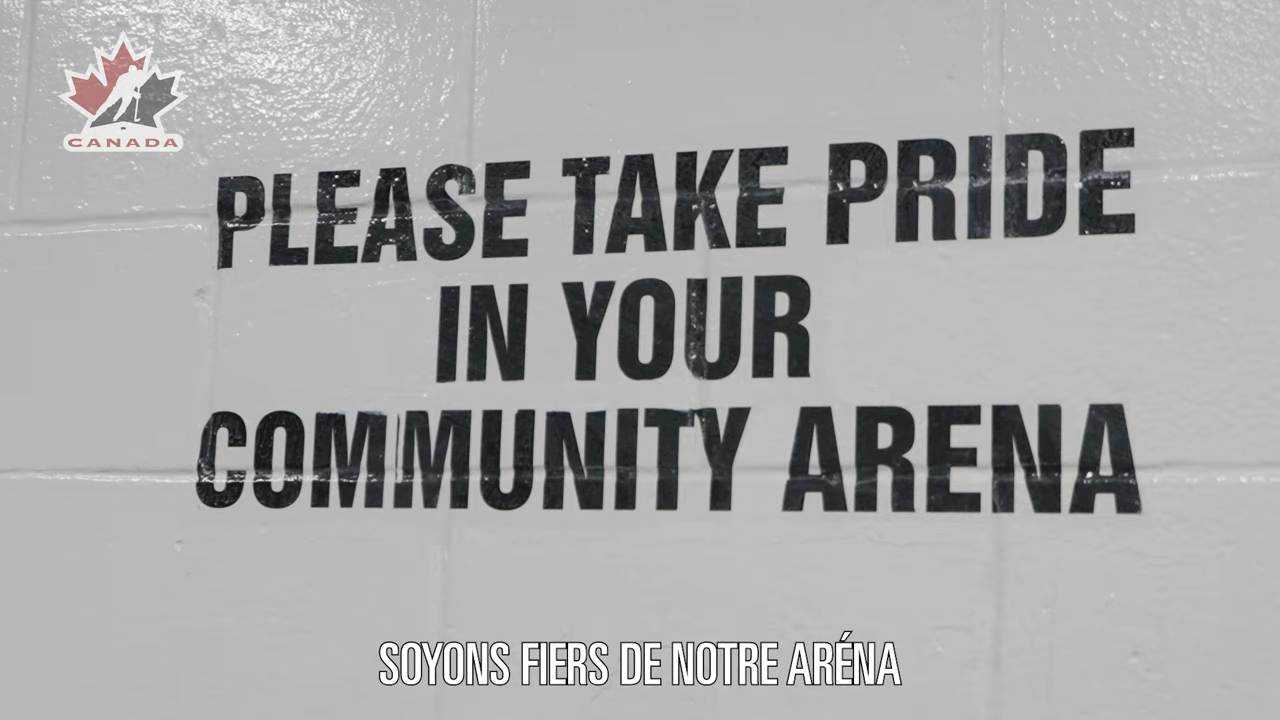 CANADA
PLEASE TAKE PRIDE
IN YOUR
COMMUNITY ARENA
SOYONS FIERS DE NOTRE ARÉNA